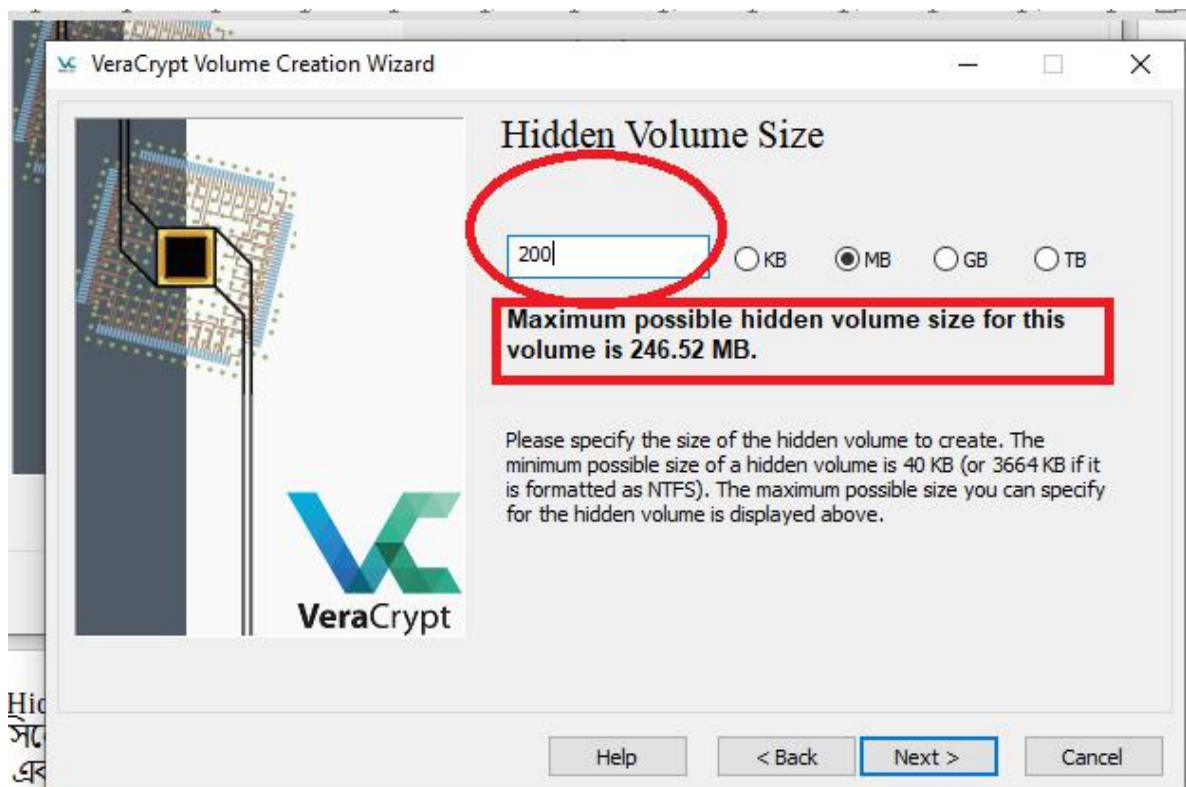 VeraCrypt Volume Creation Wizard
Hidden Volume Size
200
KB
MB
GB
TB
Maximum possible hidden volume size for this
volume is 246.52 MB.
Please specify the size of the hidden volume to create. The
minimum possible size of a hidden volume is 40 KB (or 3664 KB if it
is formatted as NTFS). The maximum possible size you can specify
for the hidden volume is displayed above.
VeraCrypt
Help
< Back
Next >
Cancel